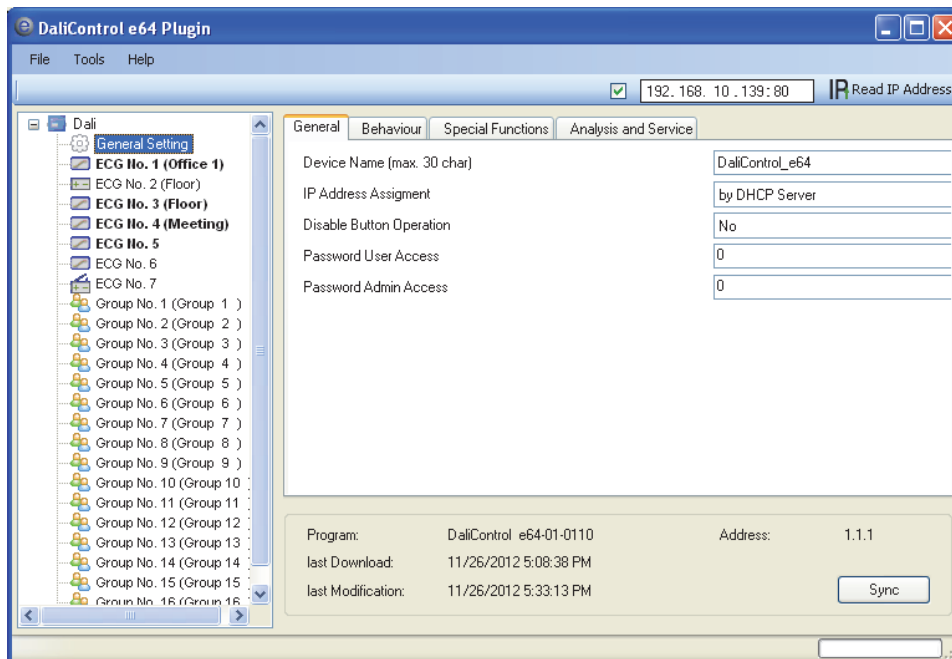 DaliControl e64 Plugin
File Tools Help
192.168. 10 .139:80 IP Read IP Address
Dali
General Setting
ECG No. 1 (Office 1)
ECG No. 2 (Floor)
ECG No. 3 (Floor)
ECG No. 4 (Meeting)
ECG No. 5
ECG No. 6
ECG No. 7
Group No. 1 (Group 1 )
Group No. 2 (Group 2 )
Group No. 3 (Group 3 )
Group No. 4 (Group 4 )
Group No. 5 (Group 5 )
Group No. 6 (Group 6 )
Group No. 7 (Group 7 )
Group No. 8 (Group 8 )
Group No. 9 (Group 9 )
Group No. 10 (Group 10
Group No. 11 (Group 11
Group No. 12 (Group 12
Group No. 13 (Group 13
Group No. 14 (Group 14
Group No. 15 (Group 15
Group No. 16 (Group 16
General Behaviour Special Functions Analysis and Service
Device Name (max. 30 char) DaliControl_e64
IP Address Assigment by DHCP Server
Disable Button Operation No
Password User Access 0
Password Admin Access 0
Program: DaliControl e64-01-0110 Address: 1.1.1
last Download: 11/26/2012 5:08:38 PM
last Modification: 11/26/2012 5:33:13 PM Sync